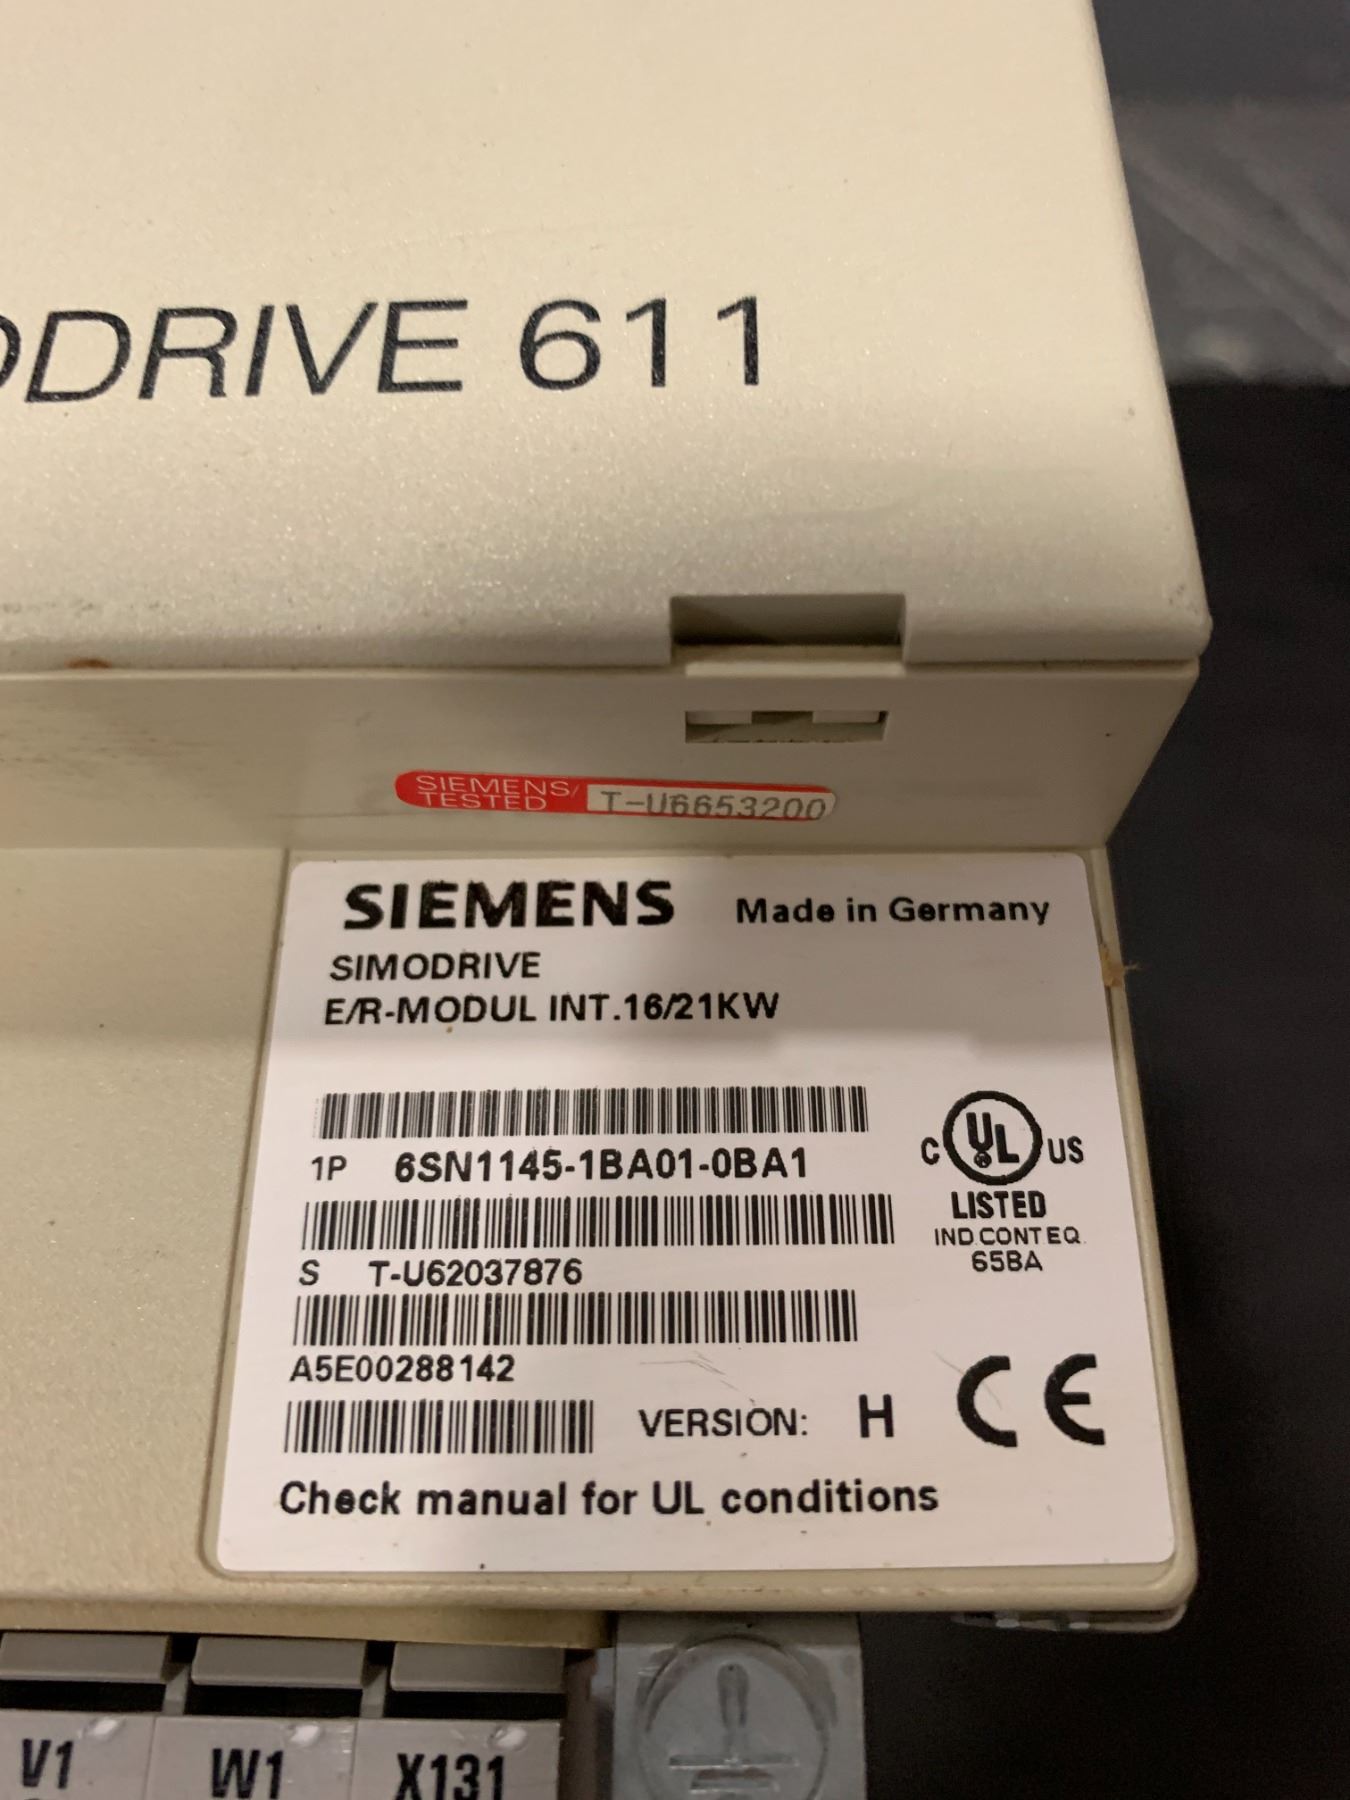 ODRIVE 611
SIEMENS/
TESTED
T-U6653200
SIEMENS Made in Germany
SIMODRIVE
E/R-MODUL INT.16/21KW
1P 6SN1145-1BA01-0BA1
C UL US
LISTED
IND.CONT.EQ.
65BA
S T-U62037876
A5E00288142
VERSION: H CE
Check manual for UL conditions
V1 W1 X131